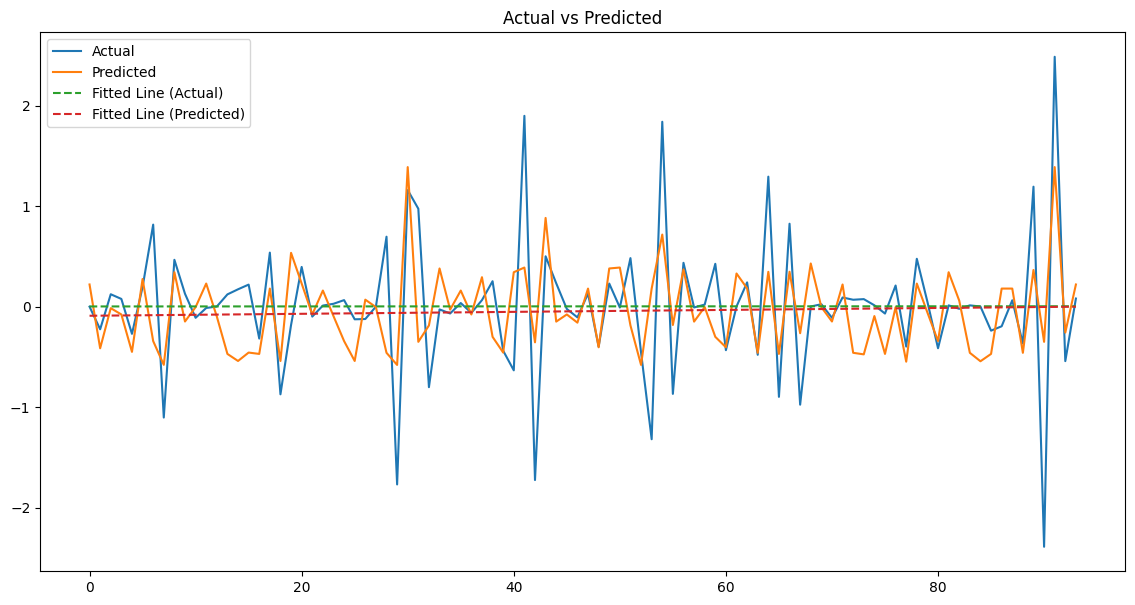 Actual vs Predicted
Actual
Predicted
Fitted Line (Actual)
Fitted Line (Predicted)
2
1
0
−1
−2
0
20
40
60
80